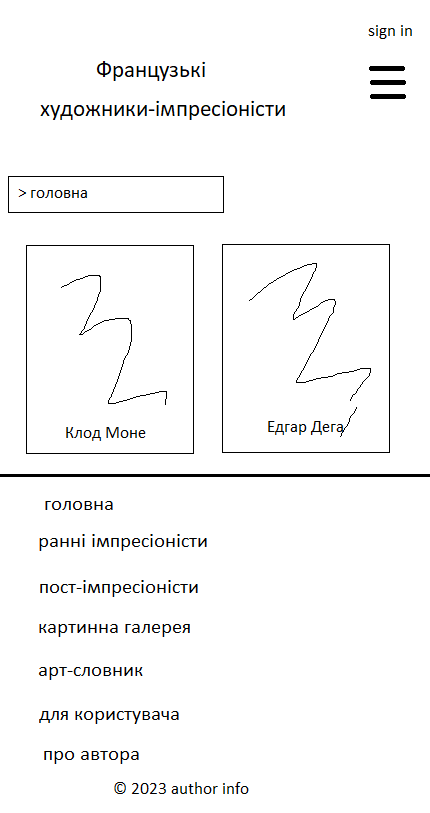 sign in
Французькі
художники-імпресіоністи
> головна
Клод Моне
Едгар Дега
головна
ранні імпресіоністи
пост-імпресіоністи
картинна галерея
арт-словник
для користувача
про автора
© 2023 author info